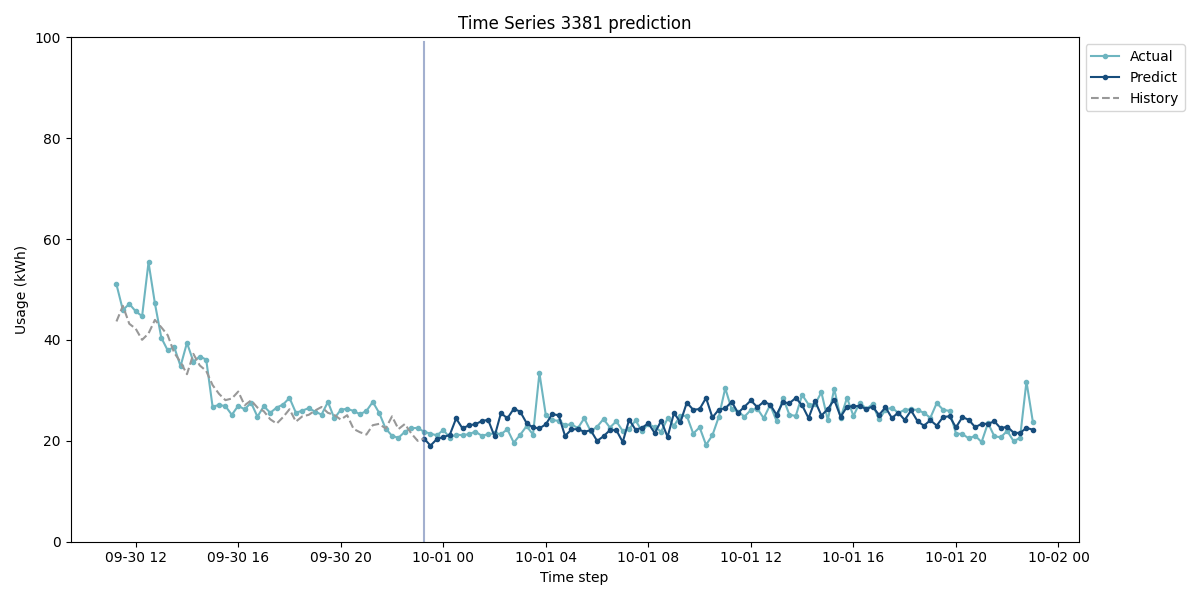 Time Series 3381 prediction
Usage (kWh)
100
80
60
40
20
0
09-30 12
09-30 16
09-30 20
10-01 00
10-01 04
10-01 08
10-01 12
10-01 16
10-01 20
10-02 00
Time step
Actual
Predict
History